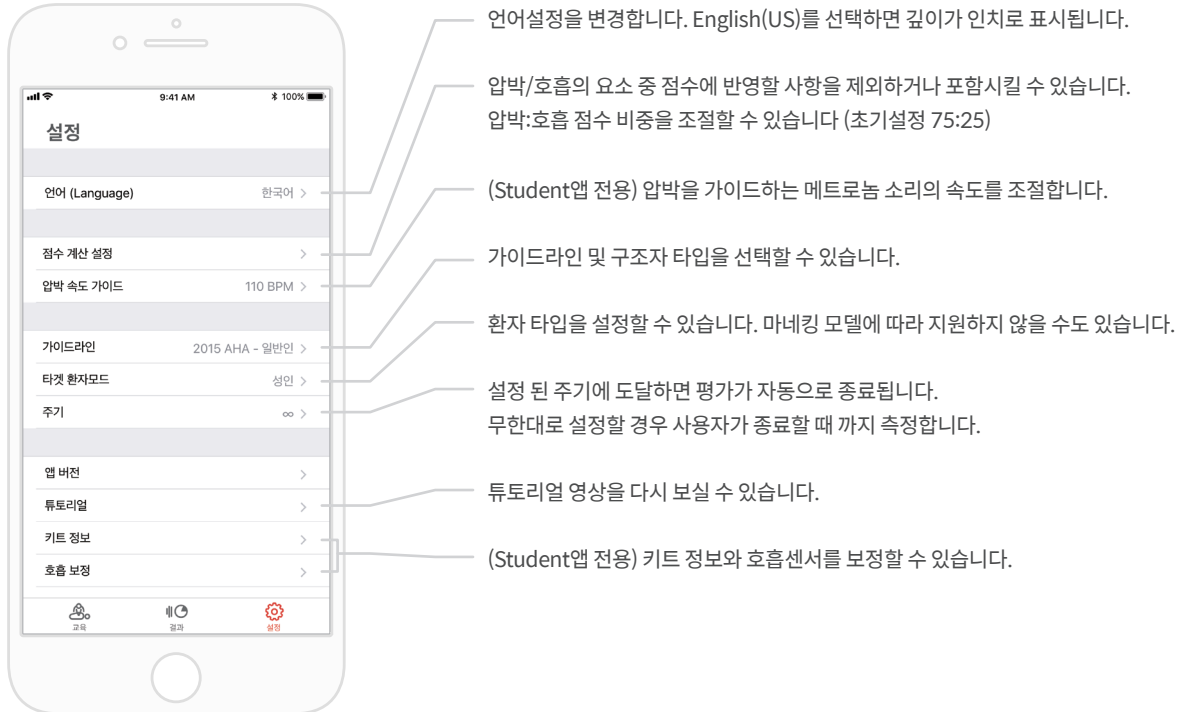 9:41 AM
100%
설정
언어 (Language)
한국어
점수 계산 설정
압박 속도 가이드
110 BPM
가이드라인
2015 AHA - 일반인
타겟 환자모드
성인
주기
∞
앱 버전
튜토리얼
키트 정보
호흡 보정
교육
결과
설정
언어설정을 변경합니다. English(US)를 선택하면 깊이가 인치로 표시됩니다.
압박/호흡의 요소 중 점수에 반영할 사항을 제외하거나 포함시킬 수 있습니다.
압박:호흡 점수 비중을 조절할 수 있습니다 (초기설정 75:25)
(Student앱 전용) 압박을 가이드하는 메트로놈 소리의 속도를 조절합니다.
가이드라인 및 구조자 타입을 선택할 수 있습니다.
환자 타입을 설정할 수 있습니다. 마네킹 모델에 따라 지원하지 않을 수도 있습니다.
설정 된 주기에 도달하면 평가가 자동으로 종료됩니다.
무한대로 설정할 경우 사용자가 종료할 때 까지 측정합니다.
튜토리얼 영상을 다시 보실 수 있습니다.
(Student앱 전용) 키트 정보와 호흡센서를 보정할 수 있습니다.